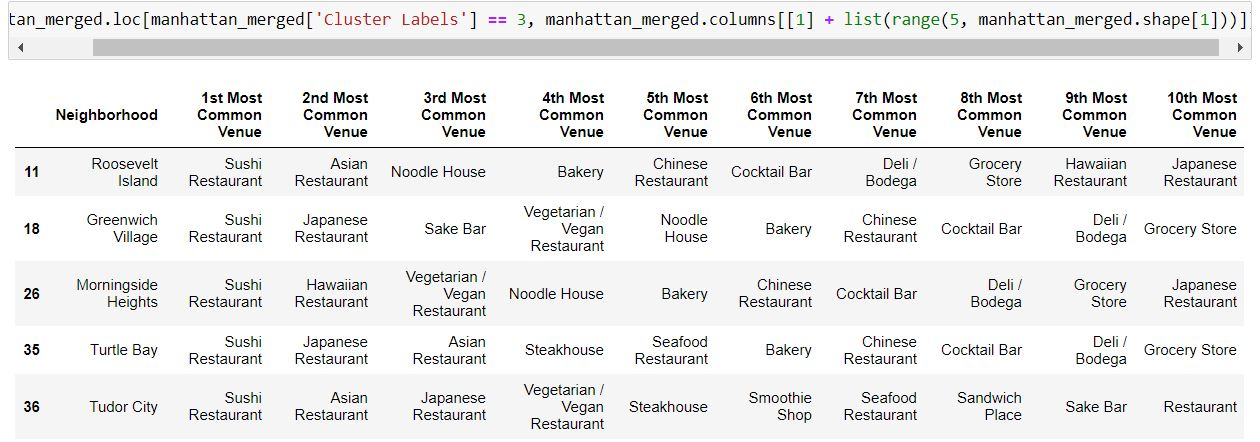 tan_merged.loc[manhattan_merged['Cluster Labels'] == 3, manhattan_merged.columns[[1] + list(range(5, manhattan_merged.shape[1]))]]
Neighborhood 1st Most Common Venue 2nd Most Common Venue 3rd Most Common Venue 4th Most Common Venue 5th Most Common Venue 6th Most Common Venue 7th Most Common Venue 8th Most Common Venue 9th Most Common Venue 10th Most Common Venue
11 Roosevelt Island Sushi Restaurant Asian Restaurant Noodle House Bakery Chinese Restaurant Cocktail Bar Deli / Bodega Grocery Store Hawaiian Restaurant Japanese Restaurant
18 Greenwich Village Sushi Restaurant Japanese Restaurant Sake Bar Vegetarian / Vegan Restaurant Noodle House Bakery Chinese Restaurant Cocktail Bar Deli / Bodega Grocery Store
26 Morningside Heights Sushi Restaurant Hawaiian Restaurant Vegetarian / Vegan Restaurant Noodle House Bakery Chinese Restaurant Cocktail Bar Deli / Bodega Grocery Store Japanese Restaurant
35 Turtle Bay Sushi Restaurant Japanese Restaurant Asian Restaurant Steakhouse Seafood Restaurant Bakery Chinese Restaurant Cocktail Bar Deli / Bodega Grocery Store
36 Tudor City Sushi Restaurant Asian Restaurant Japanese Restaurant Vegetarian / Vegan Restaurant Steakhouse Smoothie Shop Seafood Restaurant Sandwich Place Sake Bar Restaurant